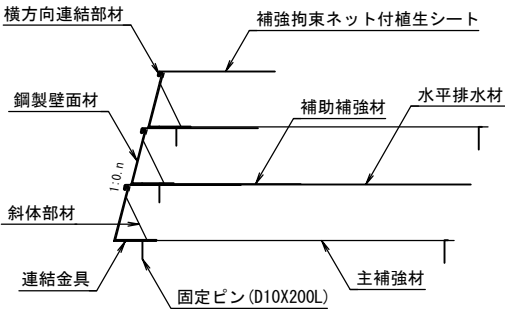 横方向連結部材
補強拘束ネット付植生シート
鋼製壁面材
補助補強材
水平排水材
1:0.n
斜体部材
連結金具
主補強材
固定ピン(D10X200L)